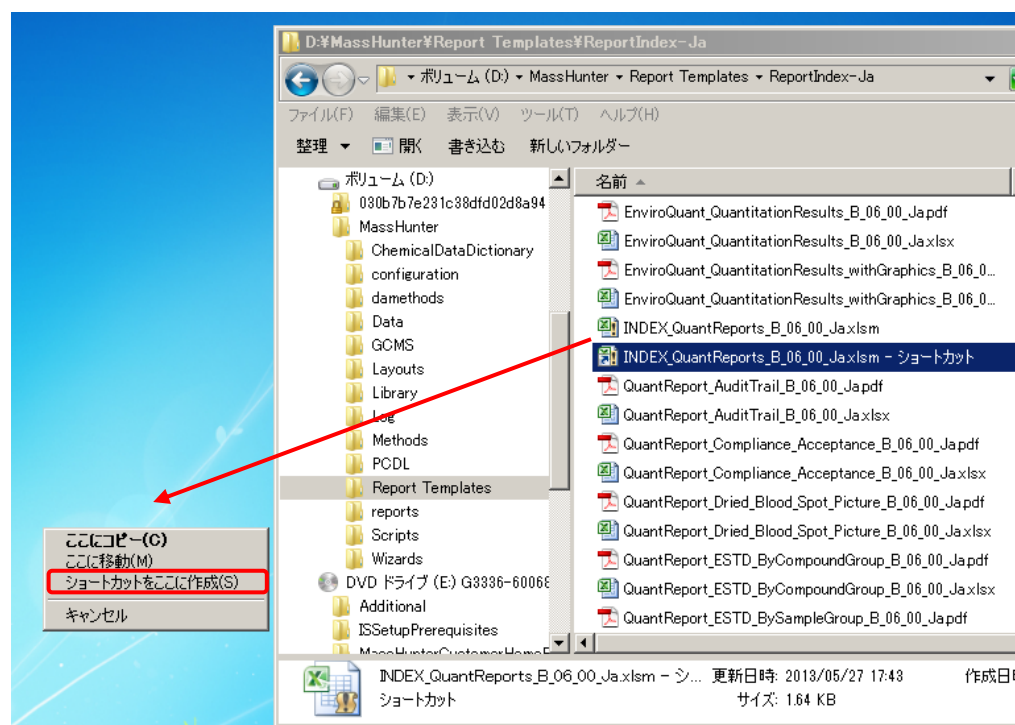 D:¥MassHunter¥Report Templates¥ReportIndex-Ja
ボリューム (D:) MassHunter Report Templates ReportIndex-Ja
ファイル(F) 編集(E) 表示(V) ツール(T) ヘルプ(H)
整理 開く 書き込む 新しいフォルダー
ボリューム (D:)
030b7b7e231c38dfd02d8a94
MassHunter
ChemicalDataDictionary
configuration
damethods
Data
GCMS
Layouts
Library
Log
Methods
PCDL
Report Templates
reports
Scripts
Wizards
DVD ドライブ (E:) G3336-60068
Additional
ISSetupPrerequisites
MassHunterCustomerHomeF
名前
EnviroQuant_QuantitationResults_B_06_00_Ja.pdf
EnviroQuant_QuantitationResults_B_06_00_Ja.xlsx
EnviroQuant_QuantitationResults_withGraphics_B_06_0...
EnviroQuant_QuantitationResults_withGraphics_B_06_0...
INDEX_QuantReports_B_06_00_Ja.xlsm
INDEX_QuantReports_B_06_00_Ja.xlsm - ショートカット
QuantReport_AuditTrail_B_06_00_Ja.pdf
QuantReport_AuditTrail_B_06_00_Ja.xlsx
QuantReport_Compliance_Acceptance_B_06_00_Ja.pdf
QuantReport_Compliance_Acceptance_B_06_00_Ja.xlsx
QuantReport_Dried_Blood_Spot_Picture_B_06_00_Ja.pdf
QuantReport_Dried_Blood_Spot_Picture_B_06_00_Ja.xlsx
QuantReport_ESTD_ByCompoundGroup_B_06_00_Ja.pdf
QuantReport_ESTD_ByCompoundGroup_B_06_00_Ja.xlsx
QuantReport_ESTD_BySampleGroup_B_06_00_Ja.pdf
ここにコピー(C)
ここに移動(M)
ショートカットをここに作成(S)
キャンセル
INDEX_QuantReports_B_06_00_Ja.xlsm - シ... 更新日時: 2013/05/27 17:43 作成日
ショートカット サイズ: 1.64 KB